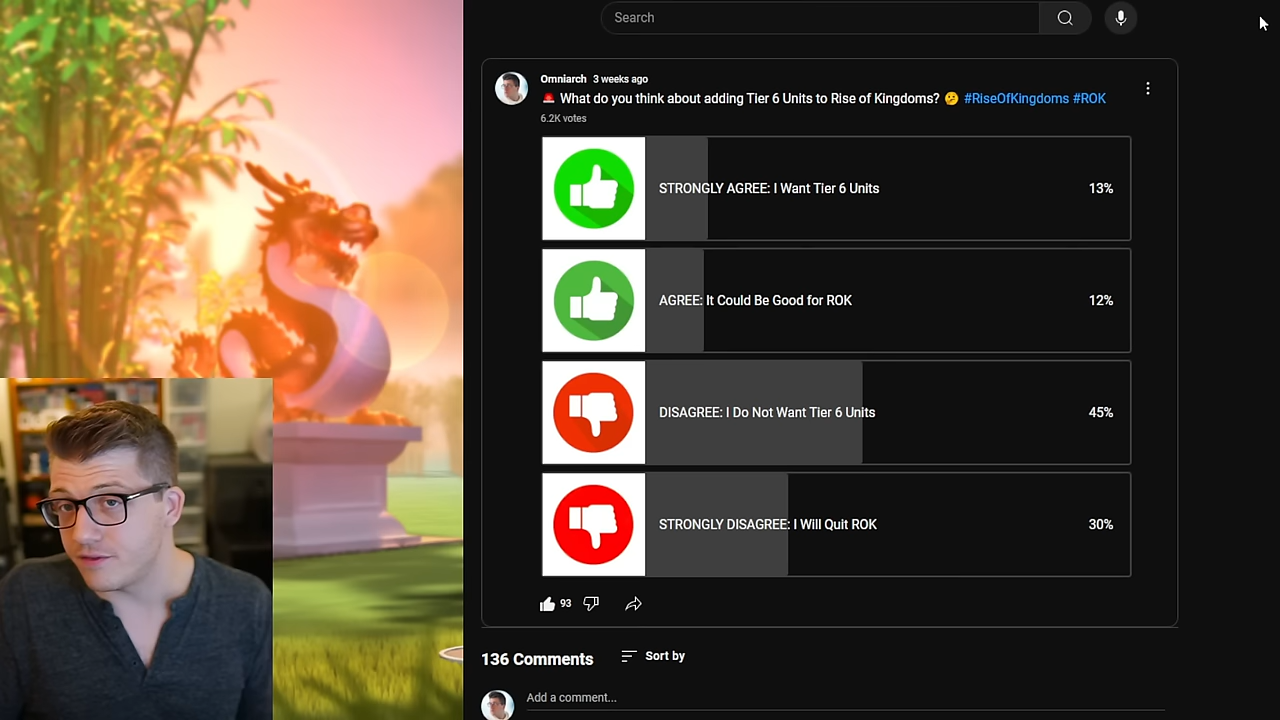 Search
Omniarch 3 weeks ago
🚨 What do you think about adding Tier 6 Units to Rise of Kingdoms? 🤔 #RiseOfKingdoms #ROK
6.2K votes
STRONGLY AGREE: I Want Tier 6 Units 13%
AGREE: It Could Be Good for ROK 12%
DISAGREE: I Do Not Want Tier 6 Units 45%
STRONGLY DISAGREE: I Will Quit ROK 30%
93
136 Comments Sort by
Add a comment...